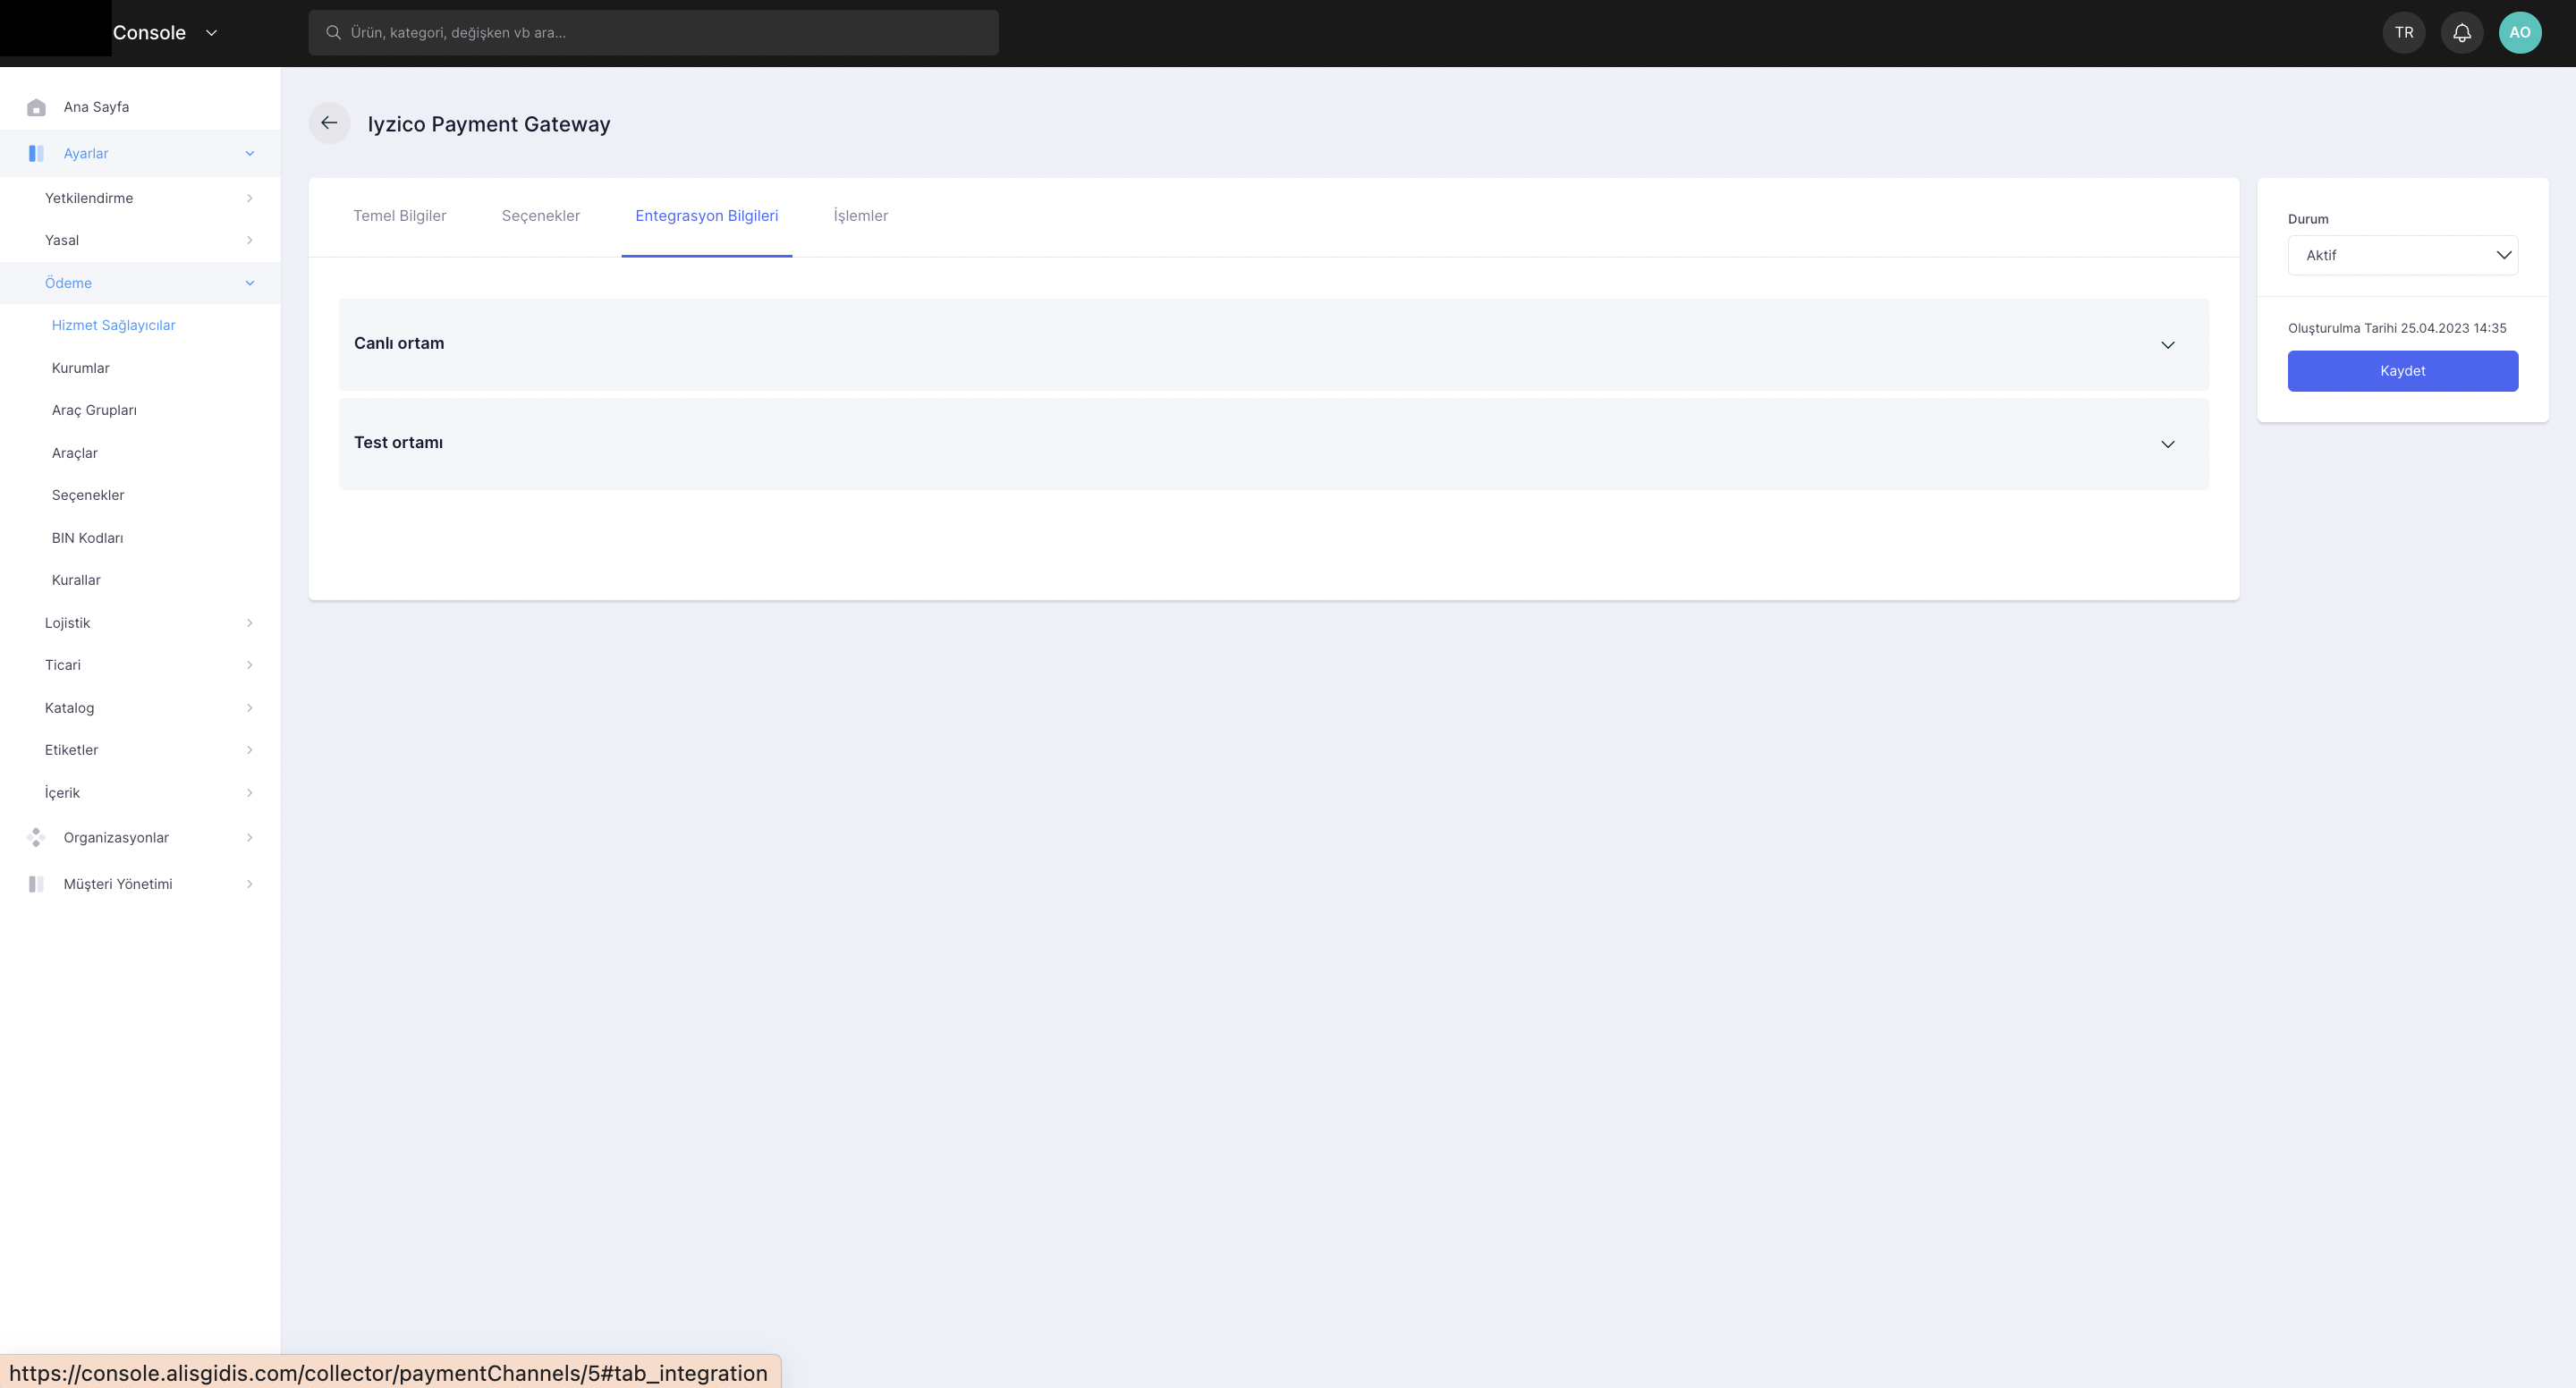 Console
Ürün, kategori, değişken vb ara...
TR
AO
Ana Sayfa
Ayarlar
Yetkilendirme
Yasal
Ödeme
Hizmet Sağlayıcılar
Kurumlar
Araç Grupları
Araçlar
Seçenekler
BIN Kodları
Kurallar
Lojistik
Ticari
Katalog
Etiketler
İçerik
Organizasyonlar
Müşteri Yönetimi
Iyzico Payment Gateway
Temel Bilgiler
Seçenekler
Entegrasyon Bilgileri
İşlemler
Canlı ortam
Test ortamı
Durum
Aktif
Oluşturulma Tarihi 25.04.2023 14:35
Kaydet
https://console.alisgidis.com/collector/paymentChannels/5#tab_integration